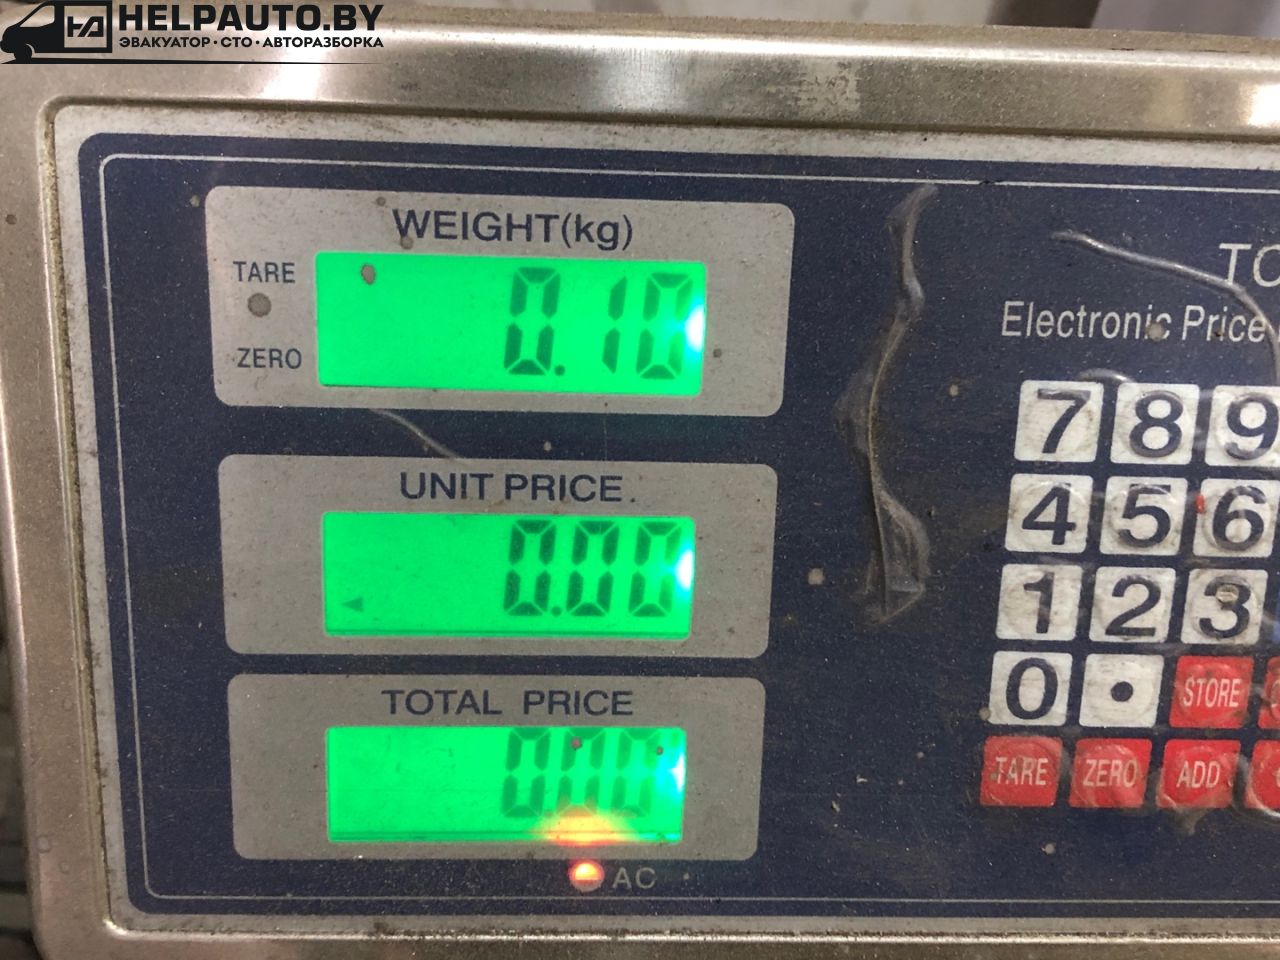 HELPAUTO.BY
ЭВАКУАТОР·СТО·АВТОРАЗБОРКА
WEIGHT(kg)
TARE
0.10
ZERO
Electronic Price
UNIT PRICE.
0.00
TOTAL PRICE
0.00
AC
7 8 9
4 5 6
1 2 3
0 . STORE
TARE ZERO ADD